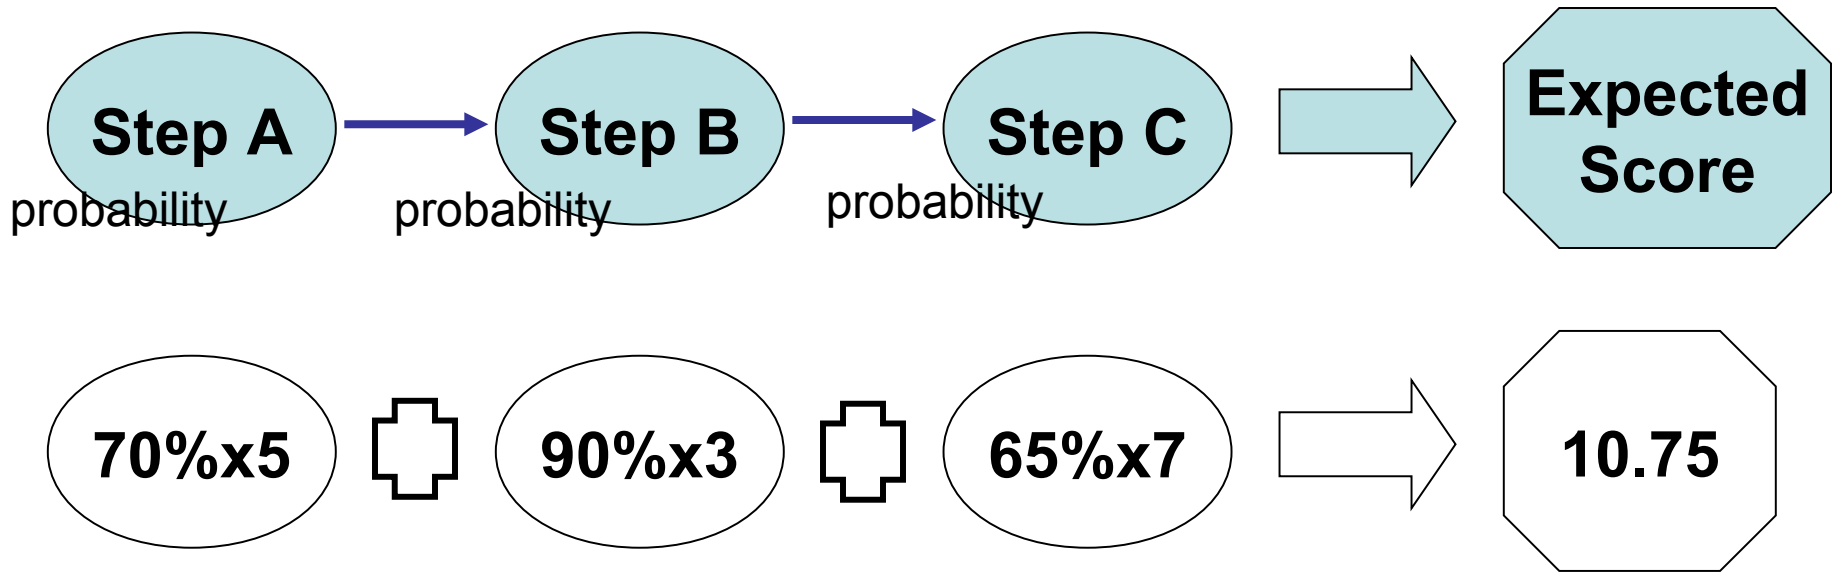 Step A
probability
Step B
probability
Step C
probability
Expected
Score
70%x5
90%x3
65%x7
10.75